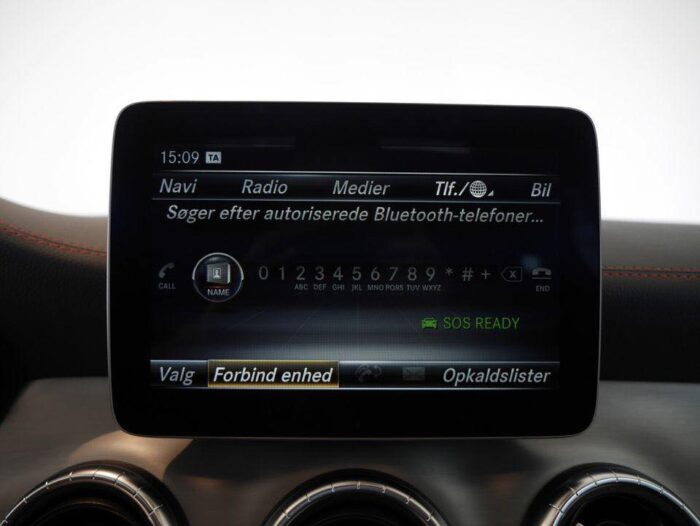 15:09 TA
Navi Radio Medier Tlf./ Bil
Søger efter autoriserede Bluetooth-telefoner...
0 1 2 3 4 5 6 7 8 9 * # +
CALL NAME ABC DEF GHI JKL MNO PQRS TUV WXYZ END
SOS READY
Valg Forbind enhed Opkaldslister